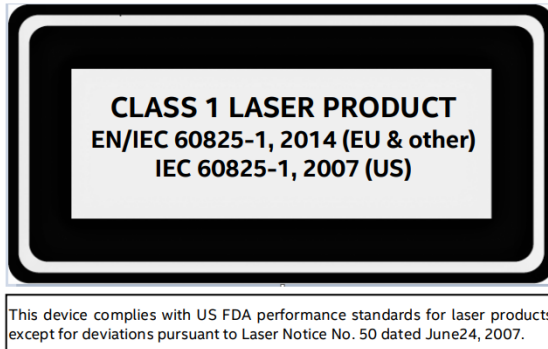 CLASS 1 LASER PRODUCT
EN/IEC 60825-1, 2014 (EU & other)
IEC 60825-1, 2007 (US)
This device complies with US FDA performance standards for laser products
except for deviations pursuant to Laser Notice No. 50 dated June24, 2007.